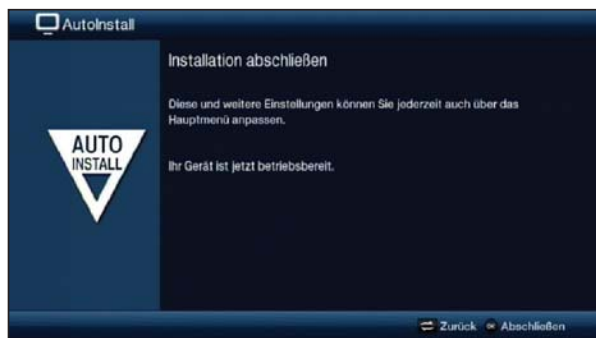 AutoInstall
Installation abschließen
Diese und weitere Einstellungen können Sie jederzeit auch über das
Hauptmenü anpassen.
AUTO
INSTALL
Ihr Gerät ist jetzt betriebsbereit.
Zurück OK Abschließen